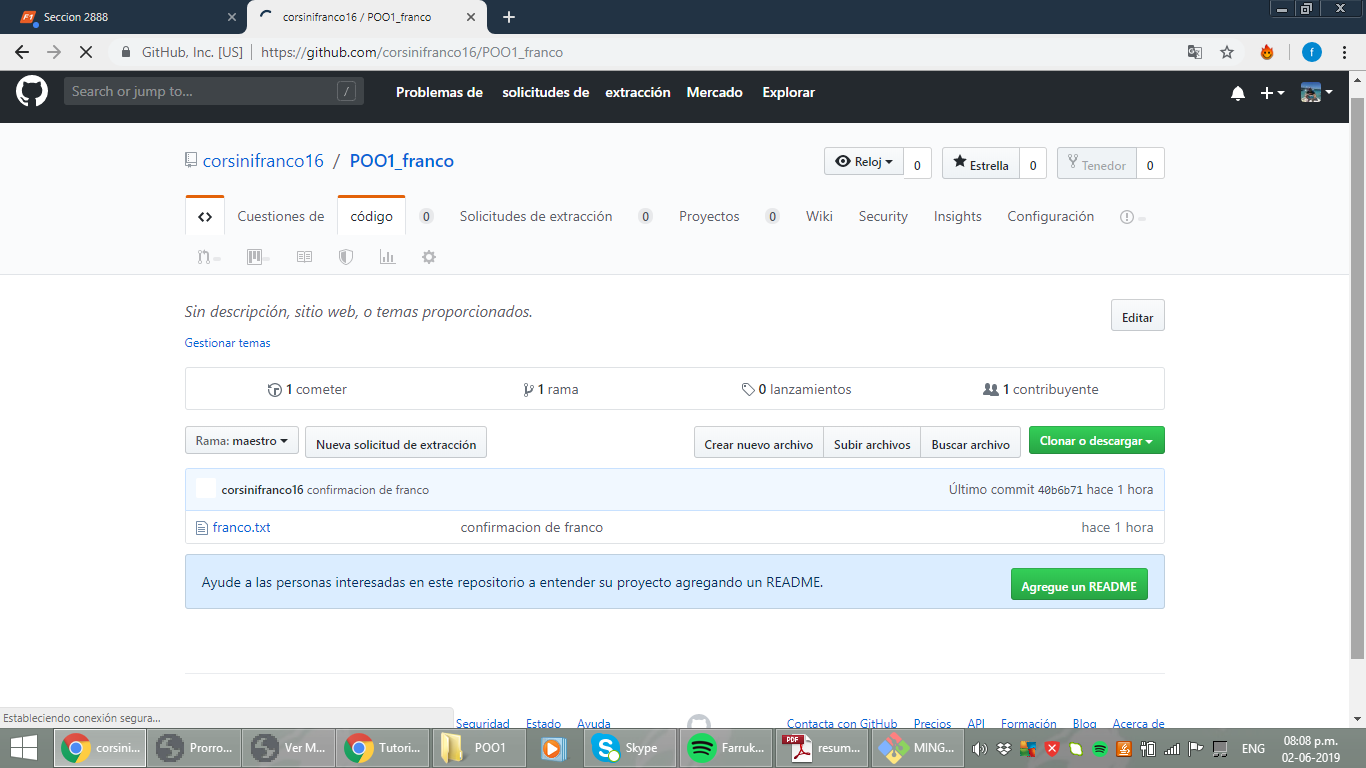 Seccion 2888
corsinifranco16 / POO1_franco
GitHub, Inc. [US] https://github.com/corsinifranco16/POO1_franco
f
Search or jump to... /
Problemas de solicitudes de extracción Mercado Explorar
corsinifranco16 / POO1_franco
Reloj 0 Estrella 0 Tenedor 0
<> Cuestiones de código 0 Solicitudes de extracción 0 Proyectos 0 Wiki Security Insights Configuración
Sin descripción, sitio web, o temas proporcionados.
Editar
Gestionar temas
1 cometer 1 rama 0 lanzamientos 1 contribuyente
Rama: maestro Nueva solicitud de extracción Crear nuevo archivo Subir archivos Buscar archivo Clonar o descargar
corsinifranco16 confirmacion de franco Último commit 40b6b71 hace 1 hora
franco.txt confirmacion de franco hace 1 hora
Ayude a las personas interesadas en este repositorio a entender su proyecto agregando un README. Agregue un README
Estableciendo conexión segura...
Seguridad Estado Ayuda Contacta con GitHub Precios API Formación Blog Acerca de
corsini... Prorro... Ver M... Tutori... POO1 Skype Farruk... PDF resum... MING... ENG 08:08 p.m.
02-06-2019